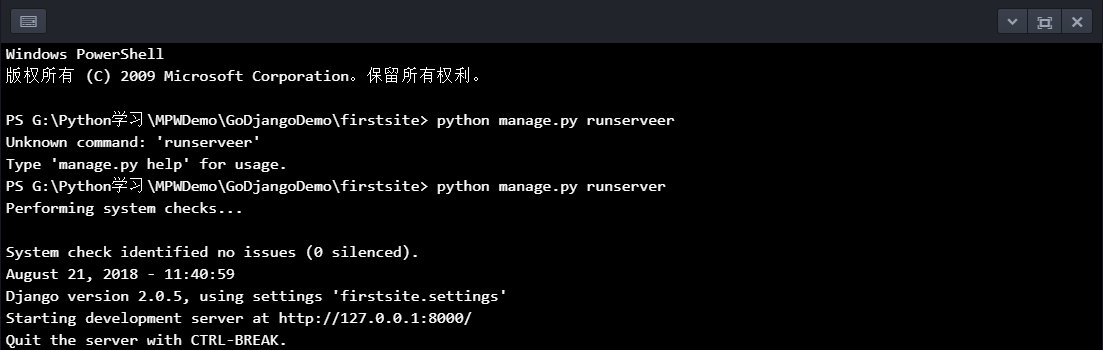 Windows PowerShell
版权所有 (C) 2009 Microsoft Corporation。保留所有权利。
PS G:\Python学习\MPWDemo\GoDjangoDemo\firstsite> python manage.py runserveer
Unknown command: 'runserveer'
Type 'manage.py help' for usage.
PS G:\Python学习\MPWDemo\GoDjangoDemo\firstsite> python manage.py runserver
Performing system checks...
System check identified no issues (0 silenced).
August 21, 2018 - 11:40:59
Django version 2.0.5, using settings 'firstsite.settings'
Starting development server at http://127.0.0.1:8000/
Quit the server with CTRL-BREAK.